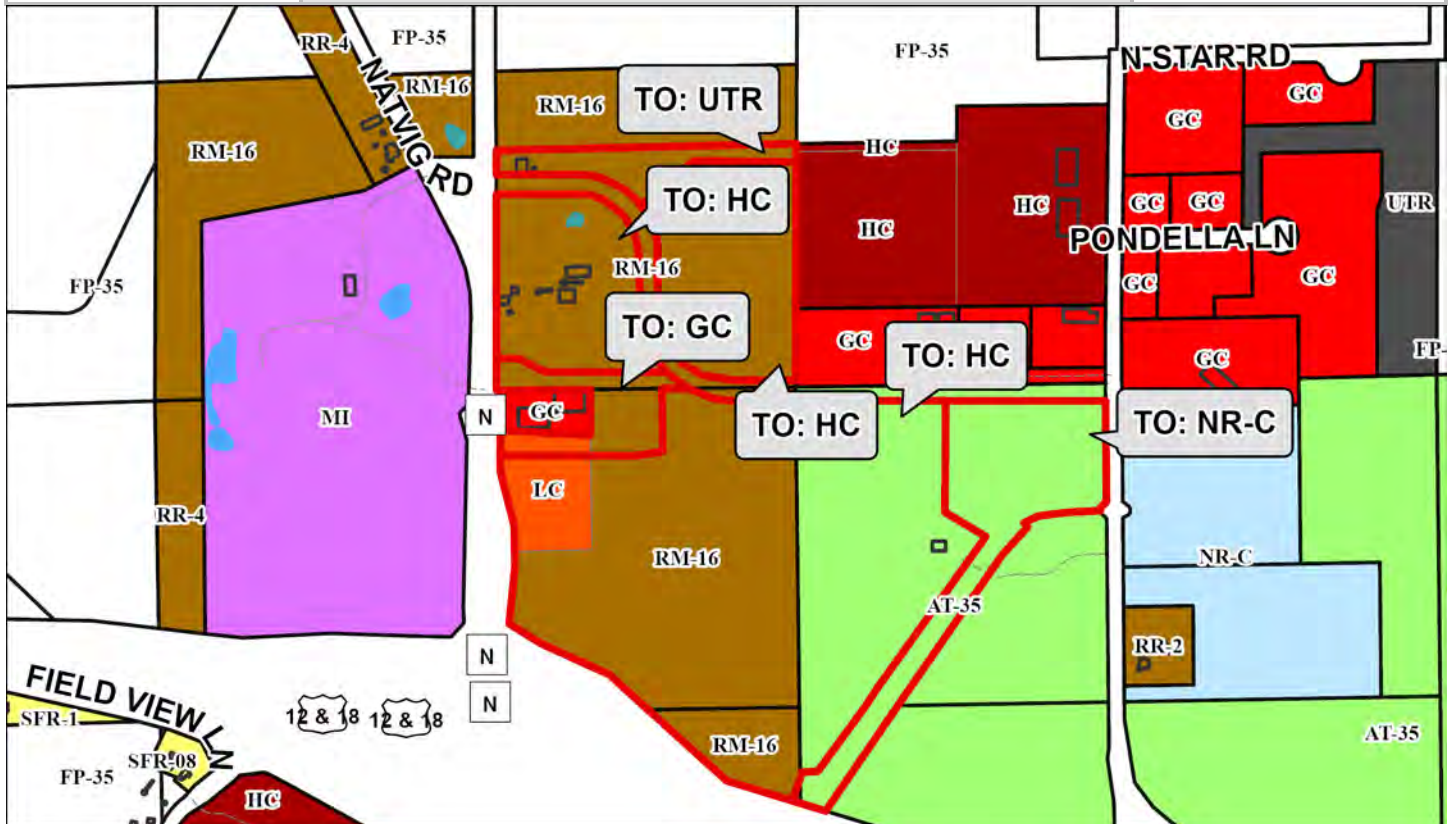 RR-4
FP-35
NATVIG RD
RM-16
RM-16
RM-16
TO: UTR
FP-35
N STAR RD
GC
GC
HC
TO: HC
HC
HC
GC
GC
UTR
PONDELLA LN
FP-35
RM-16
GC
GC
TO: GC
GC
TO: HC
GC
FP-
MI
N
GC
TO: HC
TO: NR-C
LC
RR-4
RM-16
NR-C
AT-35
RR-2
N
N
FIELD VIEW LN
SFR-1
12 & 18
12 & 18
SFR-08
FP-35
RM-16
AT-35
HC